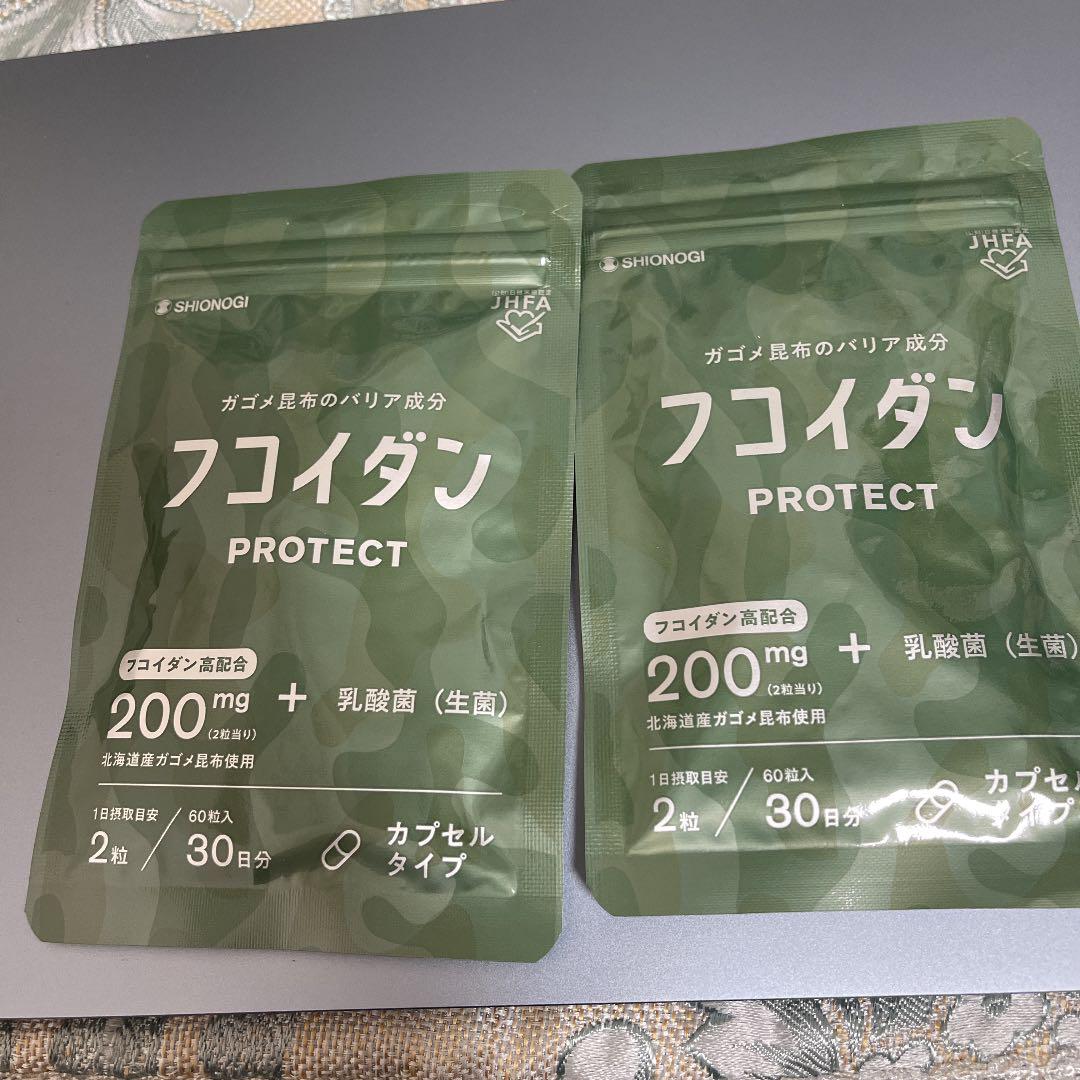 SHIONOGI
JHFA
ガゴメ昆布のバリア成分
フコイダン
PROTECT
フコイダン高配合
200mg (2粒当り) + 乳酸菌（生菌）
北海道産ガゴメ昆布使用
1日摂取目安 2粒 / 60粒入 30日分
カプセル
タイプ
SHIONOGI
JHFA
ガゴメ昆布のバリア成分
フコイダン
PROTECT
フコイダン高配合
200mg (2粒当り) + 乳酸菌（生菌）
北海道産ガゴメ昆布使用
1日摂取目安 2粒 / 60粒入 30日分
カプセル
タイプ